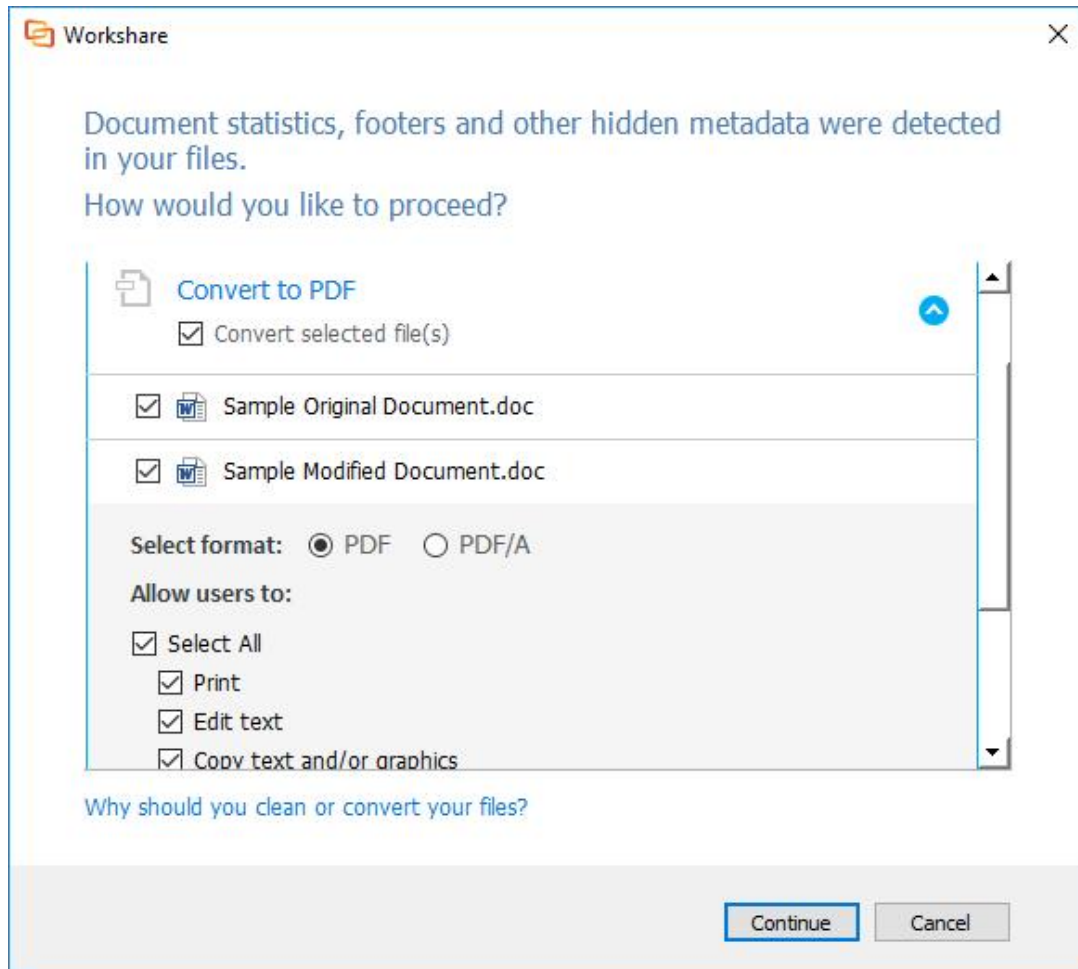 Workshare
Document statistics, footers and other hidden metadata were detected
in your files.
How would you like to proceed?
Convert to PDF
Convert selected file(s)
Sample Original Document.doc
Sample Modified Document.doc
Select format: PDF PDF/A
Allow users to:
Select All
Print
Edit text
Copy text and/or graphics
Why should you clean or convert your files?
Continue Cancel